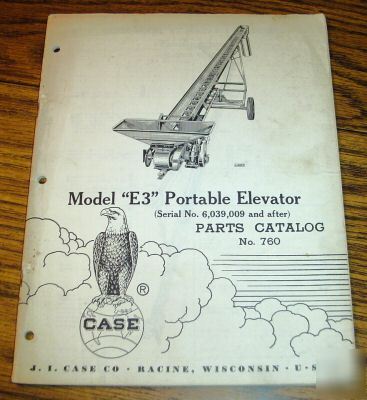 Model "E3" Portable Elevator
(Serial No. 6,039,009 and after)
PARTS CATALOG
No. 760
®
CASE
J. I. CASE CO · RACINE, WISCONSIN · U · S